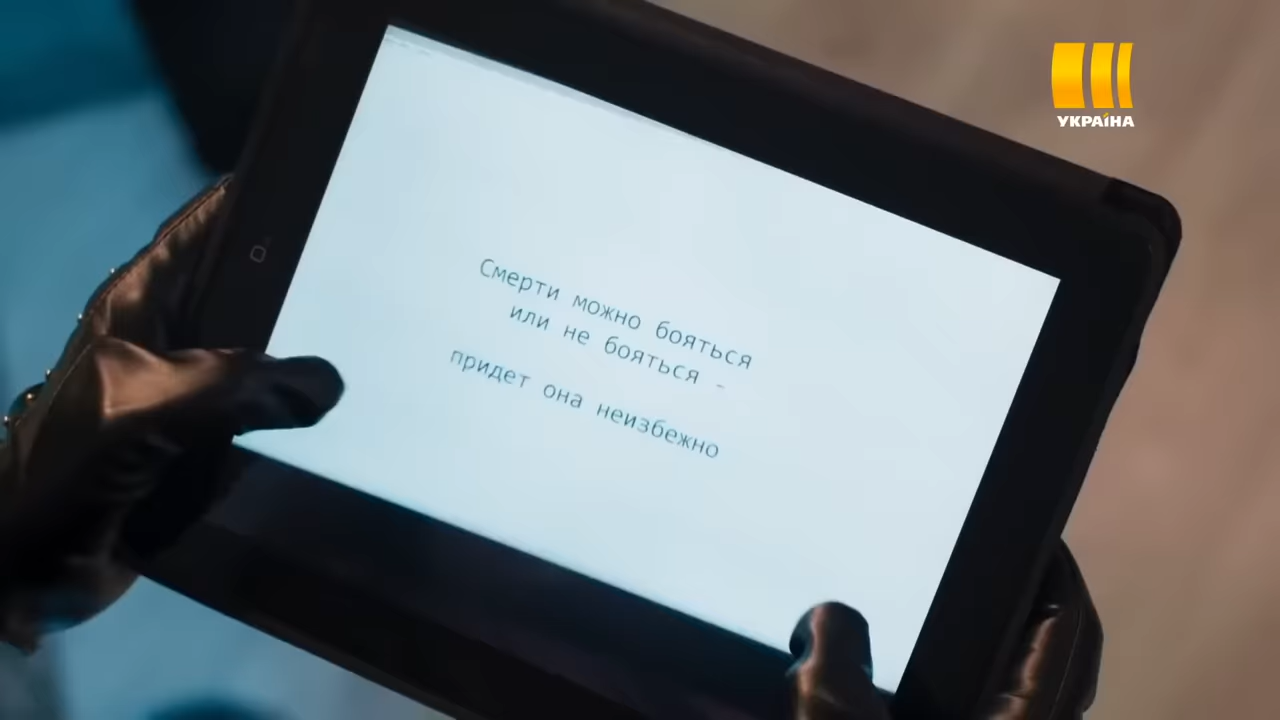 УКРАЇНА
Смерти можно бояться
или не бояться -
придет она неизбежно